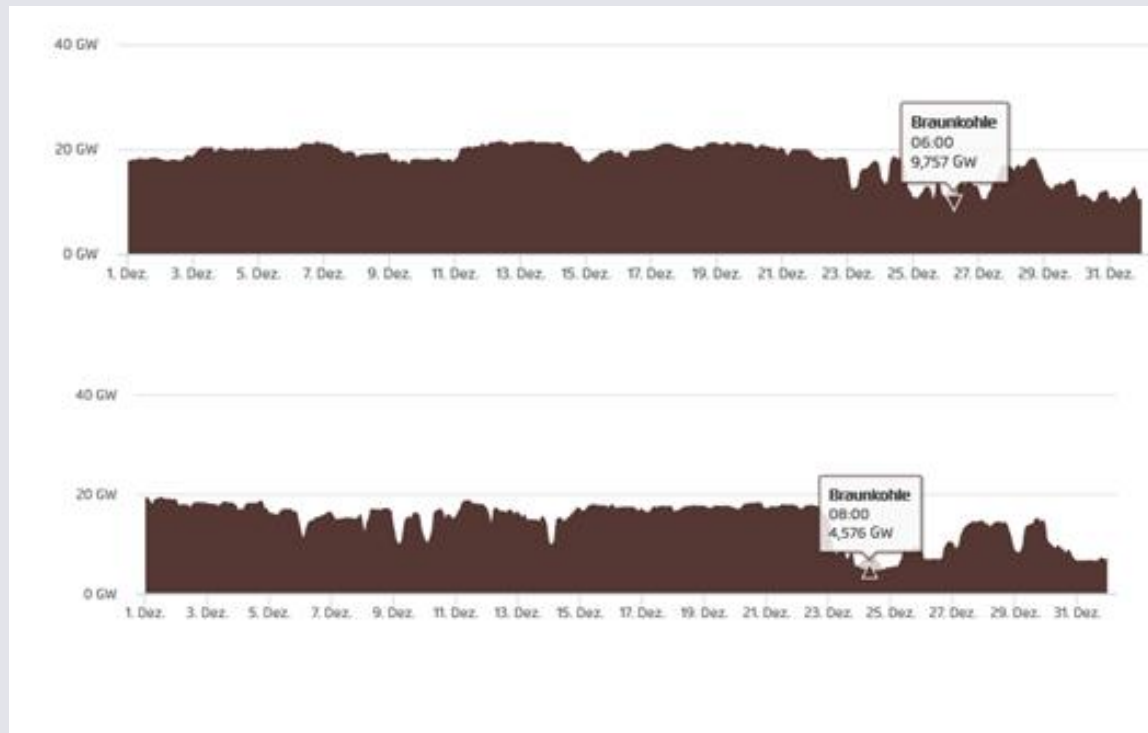 40 GW
Braunkohle
06:00
9,757 GW
20 GW
0 GW
1. Dez. 3. Dez. 5. Dez. 7. Dez. 9. Dez. 11. Dez. 13. Dez. 15. Dez. 17. Dez. 19. Dez. 21. Dez. 23. Dez. 25. Dez. 27. Dez. 29. Dez. 31. Dez.
40 GW
20 GW
Braunkohle
08:00
4,576 GW
0 GW
1. Dez. 3. Dez. 5. Dez. 7. Dez. 9. Dez. 11. Dez. 13. Dez. 15. Dez. 17. Dez. 19. Dez. 21. Dez. 23. Dez. 25. Dez. 27. Dez. 29. Dez. 31. Dez.